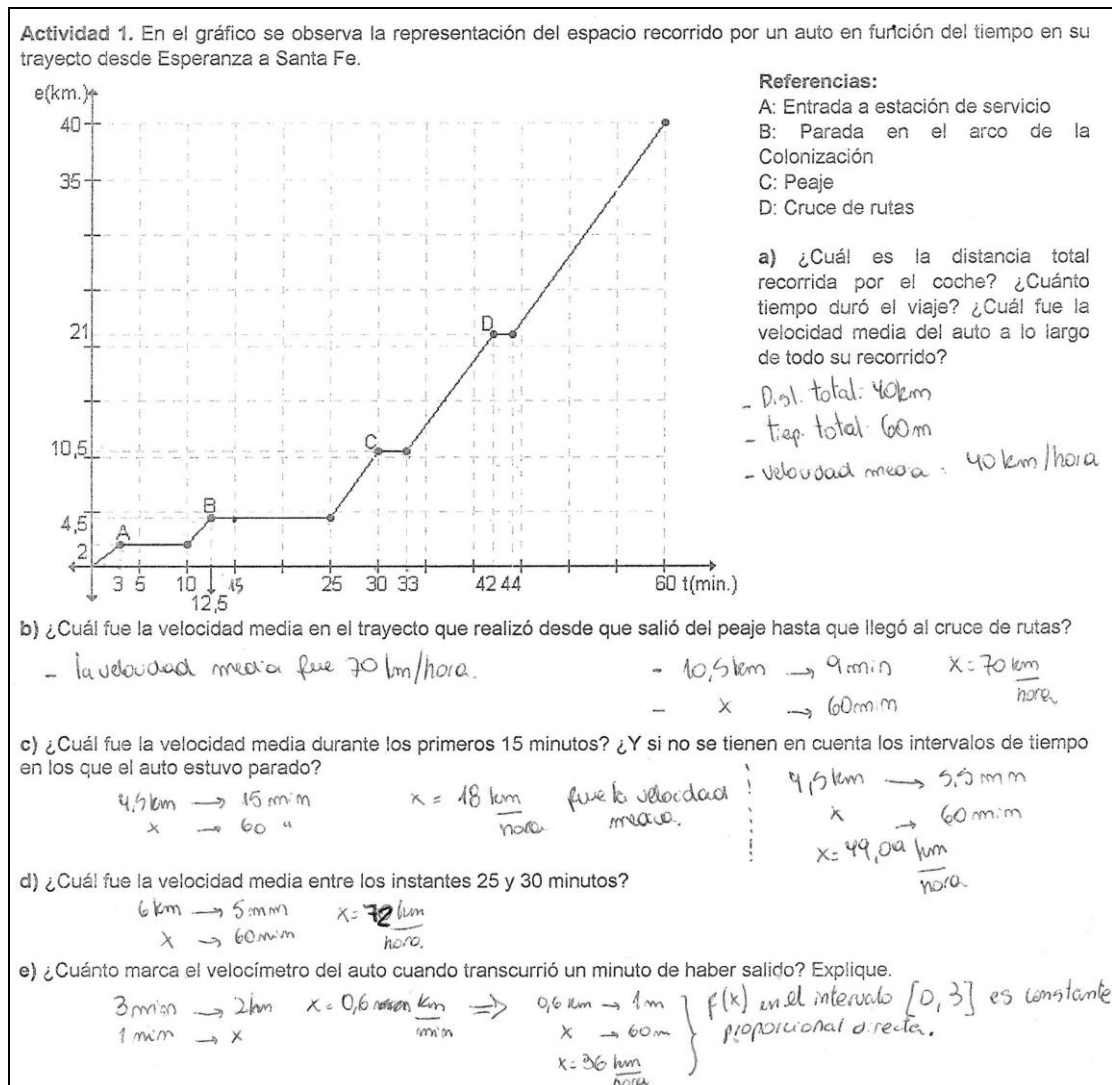 Actividad 1. En el gráfico se observa la representación del espacio recorrido por un auto en función del tiempo en su
trayecto desde Esperanza a Santa Fe.
e(km.)
40
35
21
10,5
4,5
2
A
B
C
D
3 5 10 15 25 30 33 42 44 60 t(min.)
12,5
Referencias:
A: Entrada a estación de servicio
B: Parada en el arco de la
Colonización
C: Peaje
D: Cruce de rutas
a) ¿Cuál es la distancia total
recorrida por el coche? ¿Cuánto
tiempo duró el viaje? ¿Cuál fue la
velocidad media del auto a lo largo
de todo su recorrido?
- Dist. total: 40km
- tiep. total: 60m
- velocidad media: 40 km/hora
b) ¿Cuál fue la velocidad media en el trayecto que realizó desde que salió del peaje hasta que llegó al cruce de rutas?
- la velocidad media fue 70 km/hora.
- 10,5 km → 9 min x = 70 km/hora
- x → 60 min
c) ¿Cuál fue la velocidad media durante los primeros 15 minutos? ¿Y si no se tienen en cuenta los intervalos de tiempo
en los que el auto estuvo parado?
4,5 km → 15 min x = 18 km/hora fue la velocidad
x → 60 " media.
4,5 km → 5,5 min
x → 60 min
x = 49,09 km/hora
d) ¿Cuál fue la velocidad media entre los instantes 25 y 30 minutos?
6 km → 5 min x = 72 km/hora.
x → 60 min
e) ¿Cuánto marca el velocímetro del auto cuando transcurrió un minuto de haber salido? Explique.
3 min → 2 km x = 0,6 km/min ⇒ 0,6 km → 1m f(x) en el intervalo [0, 3] es constante
1 min → x x → 60m proporcional directa.
x = 36 km/hora